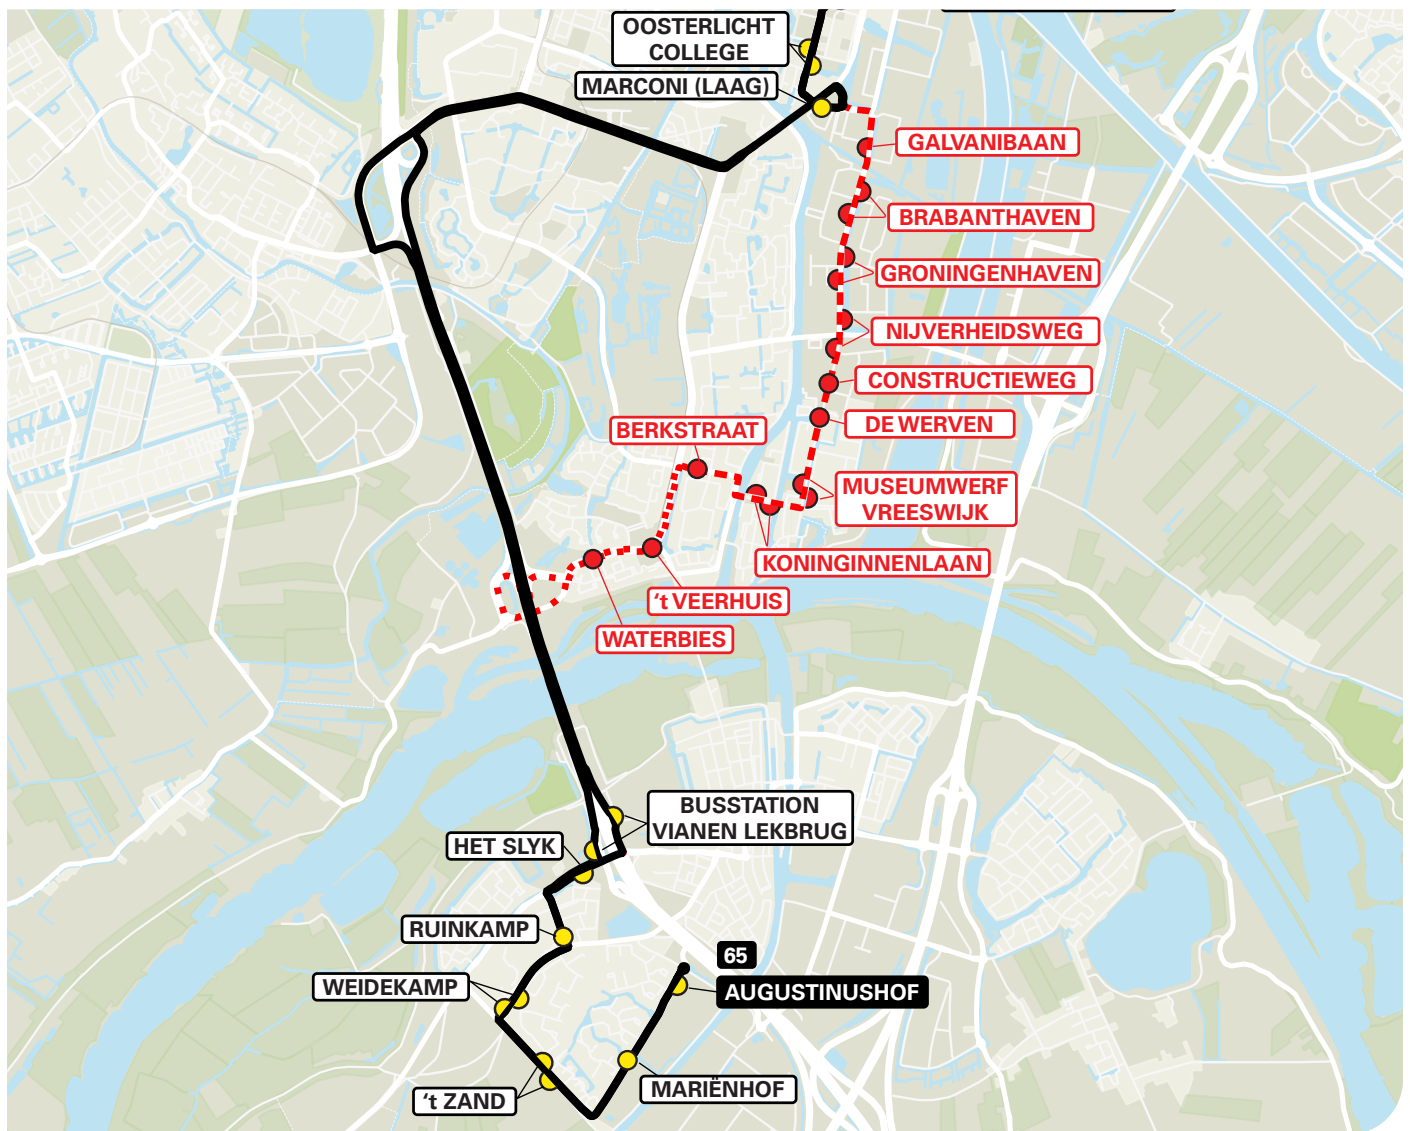 OOSTERLICHT
COLLEGE
MARCONI (LAAG)
GALVANIBAAN
BRABANTHAVEN
GRONINGENHAVEN
NIJVERHEIDSWEG
CONSTRUCTIEWEG
DE WERVEN
BERKSTRAAT
MUSEUMWERF
VREESWIJK
KONINGINNENLAAN
‘t VEERHUIS
WATERBIES
BUSSTATION
VIANEN LEKBRUG
HET SLYK
RUINKAMP
65
WEIDEKAMP
AUGUSTINUSHOF
MARIËNHOF
‘t ZAND